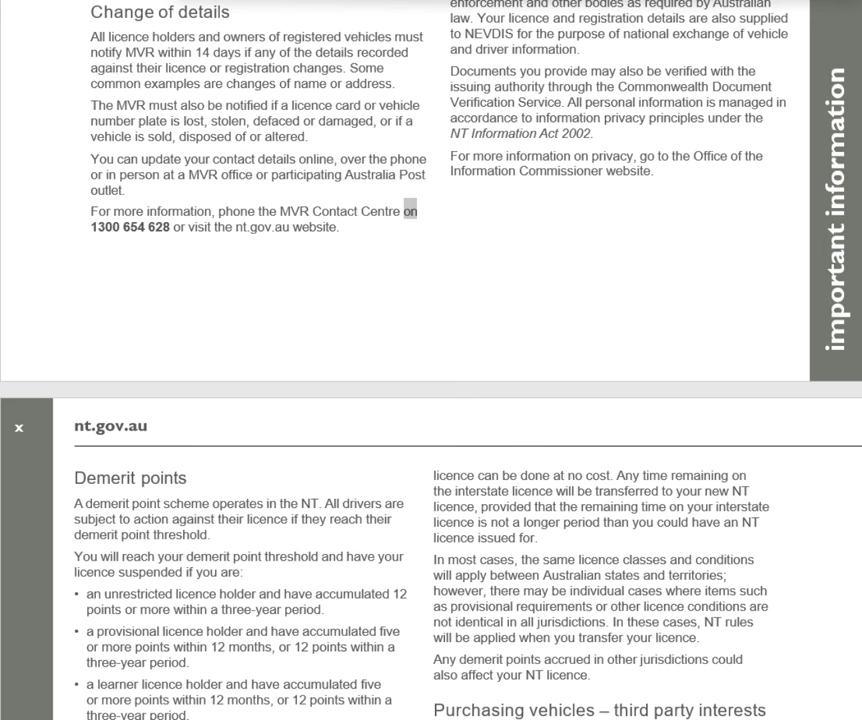 Change of details
All licence holders and owners of registered vehicles must
notify MVR within 14 days if any of the details recorded
against their licence or registration changes. Some
common examples are changes of name or address.
The MVR must also be notified if a licence card or vehicle
number plate is lost, stolen, defaced or damaged, or if a
vehicle is sold, disposed of or altered.
You can update your contact details online, over the phone
or in person at a MVR office or participating Australia Post
outlet.
For more information, phone the MVR Contact Centre on
1300 654 628 or visit the nt.gov.au website.
enforcement and other bodies as required by Australian
law. Your licence and registration details are also supplied
to NEVDIS for the purpose of national exchange of vehicle
and driver information.
Documents you provide may also be verified with the
issuing authority through the Commonwealth Document
Verification Service. All personal information is managed in
accordance to information privacy principles under the
NT Information Act 2002.
For more information on privacy, go to the Office of the
Information Commissioner website.
important information
x
nt.gov.au
Demerit points
A demerit point scheme operates in the NT. All drivers are
subject to action against their licence if they reach their
demerit point threshold.
You will reach your demerit point threshold and have your
licence suspended if you are:
• an unrestricted licence holder and have accumulated 12
points or more within a three-year period.
• a provisional licence holder and have accumulated five
or more points within 12 months, or 12 points within a
three-year period.
• a learner licence holder and have accumulated five
or more points within 12 months, or 12 points within a
three-year period.
licence can be done at no cost. Any time remaining on
the interstate licence will be transferred to your new NT
licence, provided that the remaining time on your interstate
licence is not a longer period than you could have an NT
licence issued for.
In most cases, the same licence classes and conditions
will apply between Australian states and territories;
however, there may be individual cases where items such
as provisional requirements or other licence conditions are
not identical in all jurisdictions. In these cases, NT rules
will be applied when you transfer your licence.
Any demerit points accrued in other jurisdictions could
also affect your NT licence.
Purchasing vehicles – third party interests